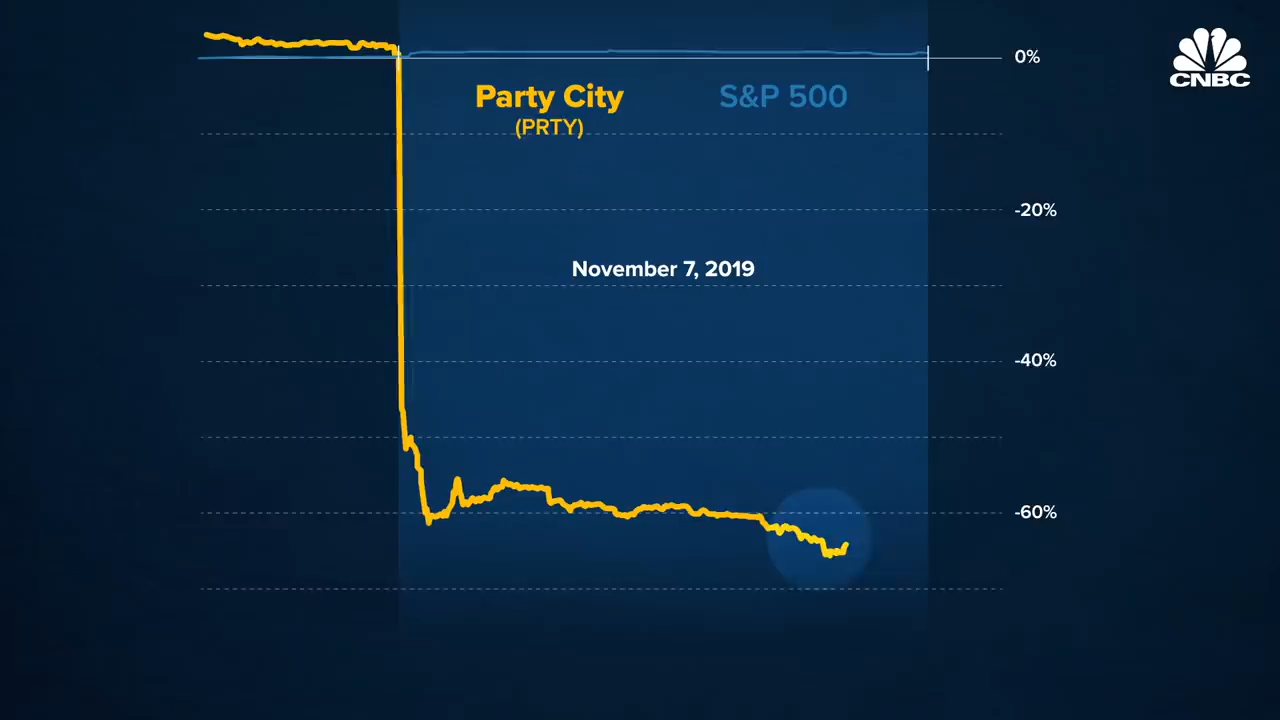 CNBC
0%
Party City
S&P 500
(PRTY)
-20%
November 7, 2019
-40%
-60%